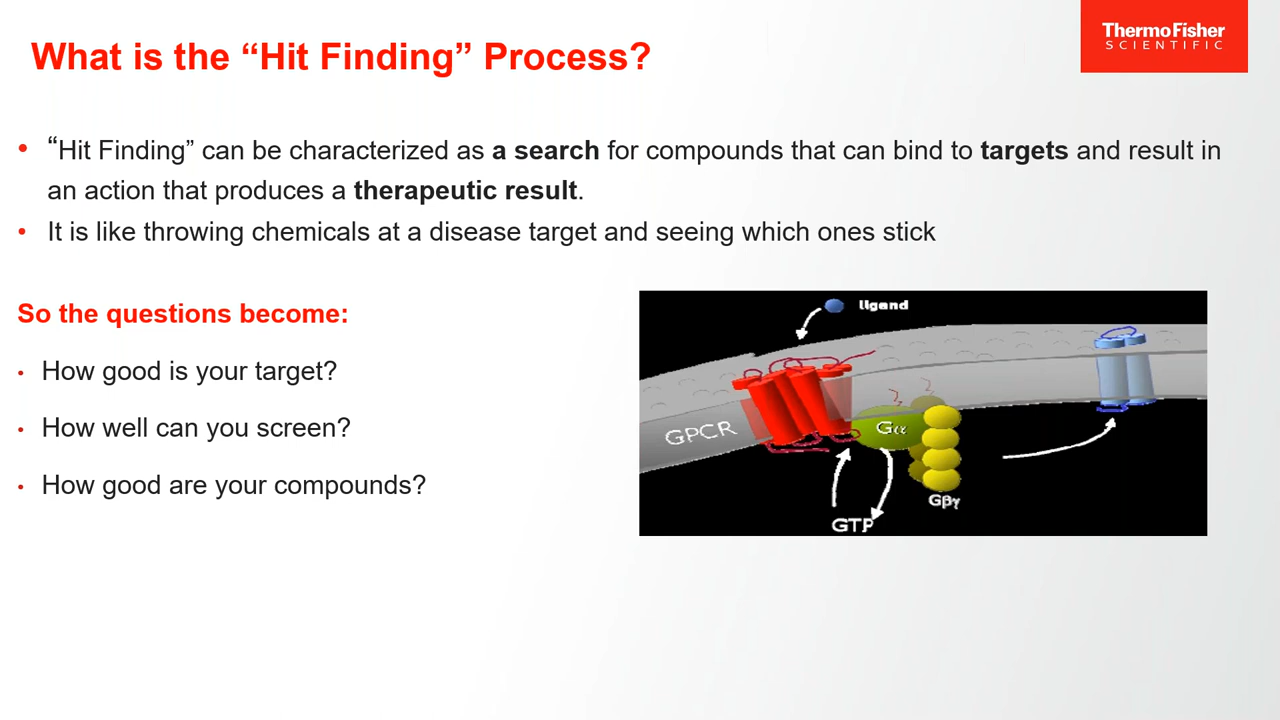 What is the “Hit Finding” Process?
ThermoFisher
SCIENTIFIC
• “Hit Finding” can be characterized as a search for compounds that can bind to targets and result in
an action that produces a therapeutic result.
• It is like throwing chemicals at a disease target and seeing which ones stick
So the questions become:
• How good is your target?
• How well can you screen?
• How good are your compounds?
ligand
GPCR
Gα
Gβγ
GTP